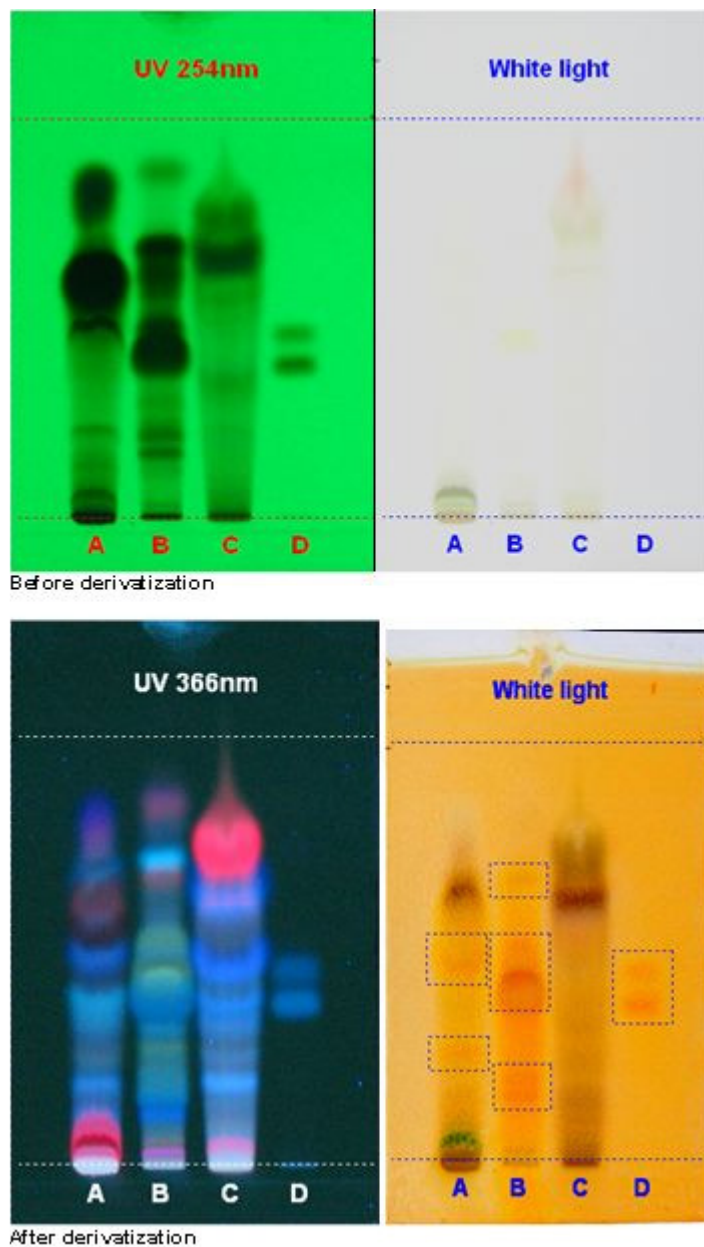 UV 254nm
White light
A B C D
A B C D
Before derivatization
UV 366nm
White light
A B C D
A B C D
After derivatization